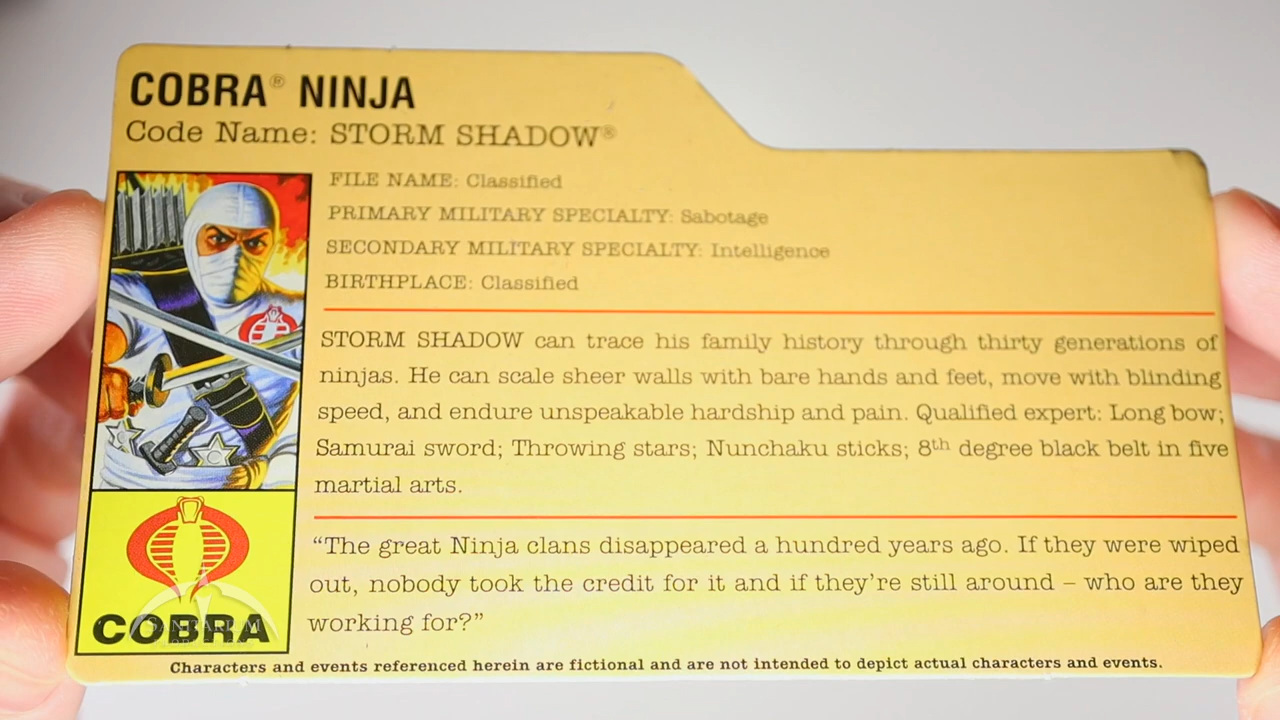 COBRA® NINJA
Code Name: STORM SHADOW®
FILE NAME: Classified
PRIMARY MILITARY SPECIALTY: Sabotage
SECONDARY MILITARY SPECIALTY: Intelligence
BIRTHPLACE: Classified
STORM SHADOW can trace his family history through thirty generations of
ninjas. He can scale sheer walls with bare hands and feet, move with blinding
speed, and endure unspeakable hardship and pain. Qualified expert: Long bow;
Samurai sword; Throwing stars; Nunchaku sticks; 8th degree black belt in five
martial arts.
“The great Ninja clans disappeared a hundred years ago. If they were wiped
out, nobody took the credit for it and if they’re still around – who are they
working for?”
COBRA
Characters and events referenced herein are fictional and are not intended to depict actual characters and events.